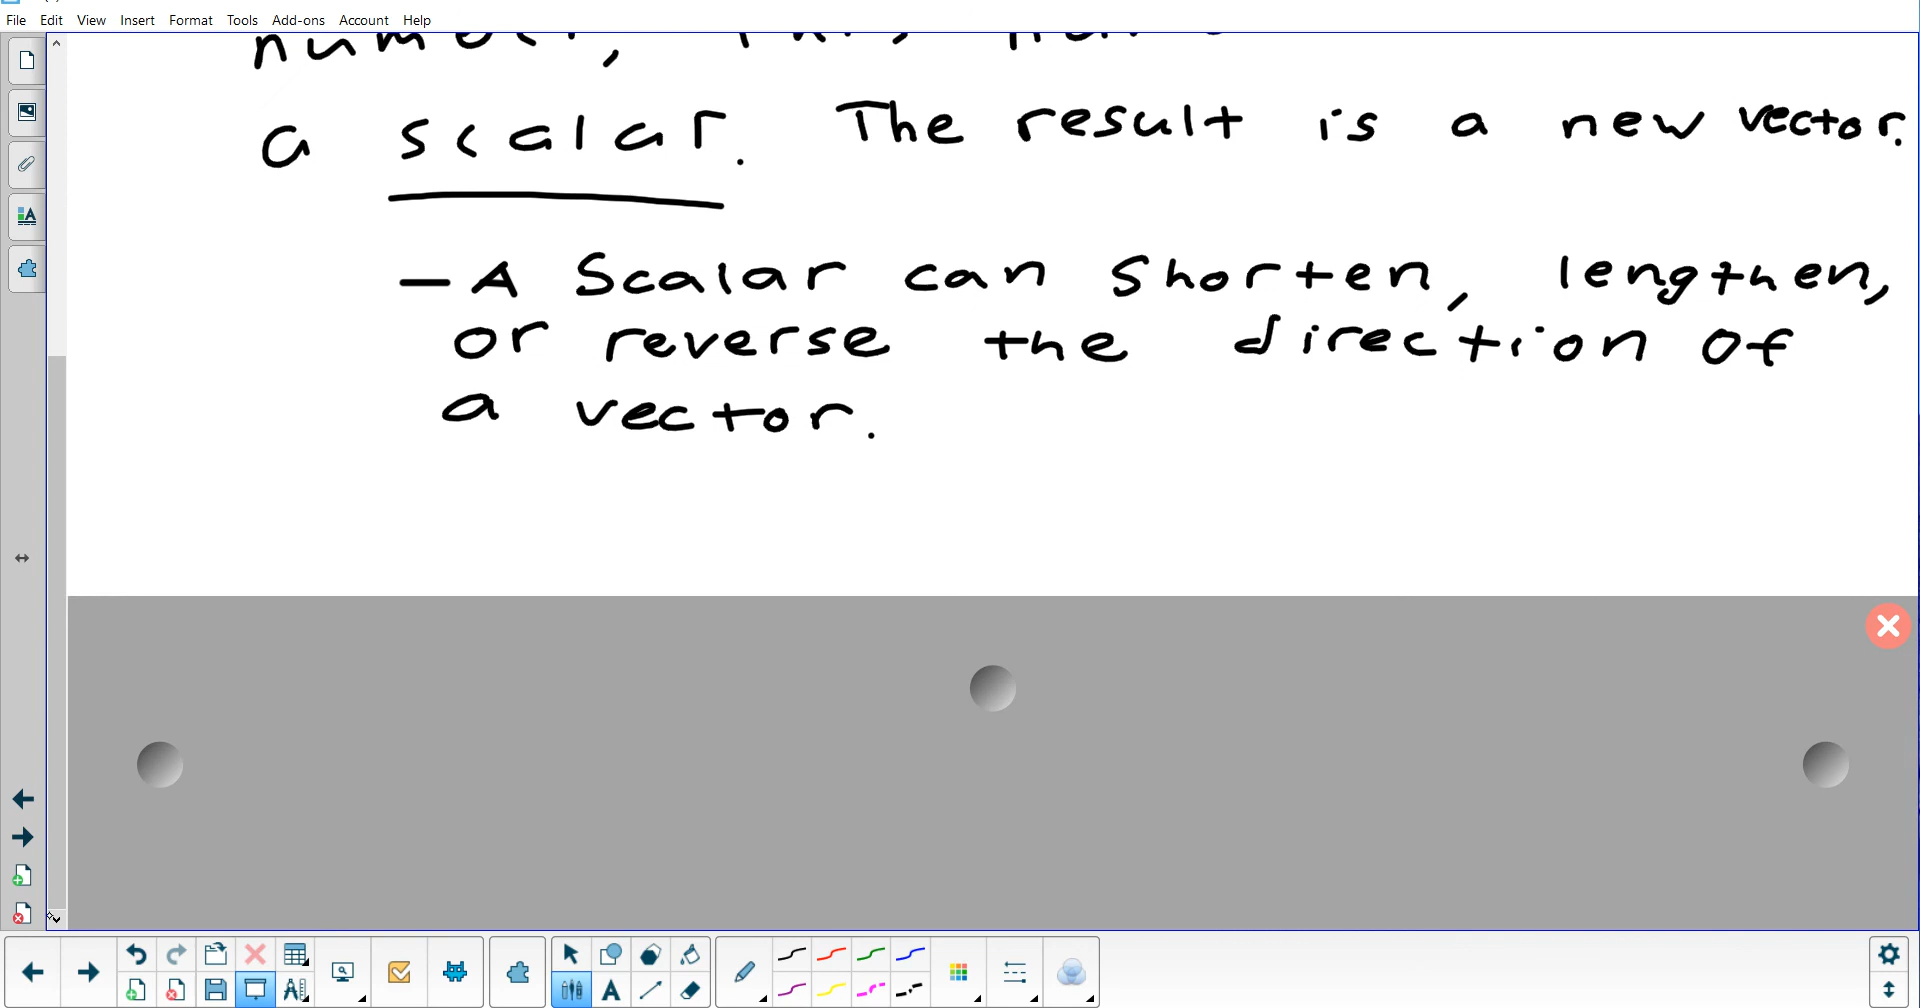 File Edit View Insert Format Tools Add-ons Account Help
a scalar. The result is a new vector.
- A Scalar can shorten, lengthen,
or reverse the direction of
a vector.